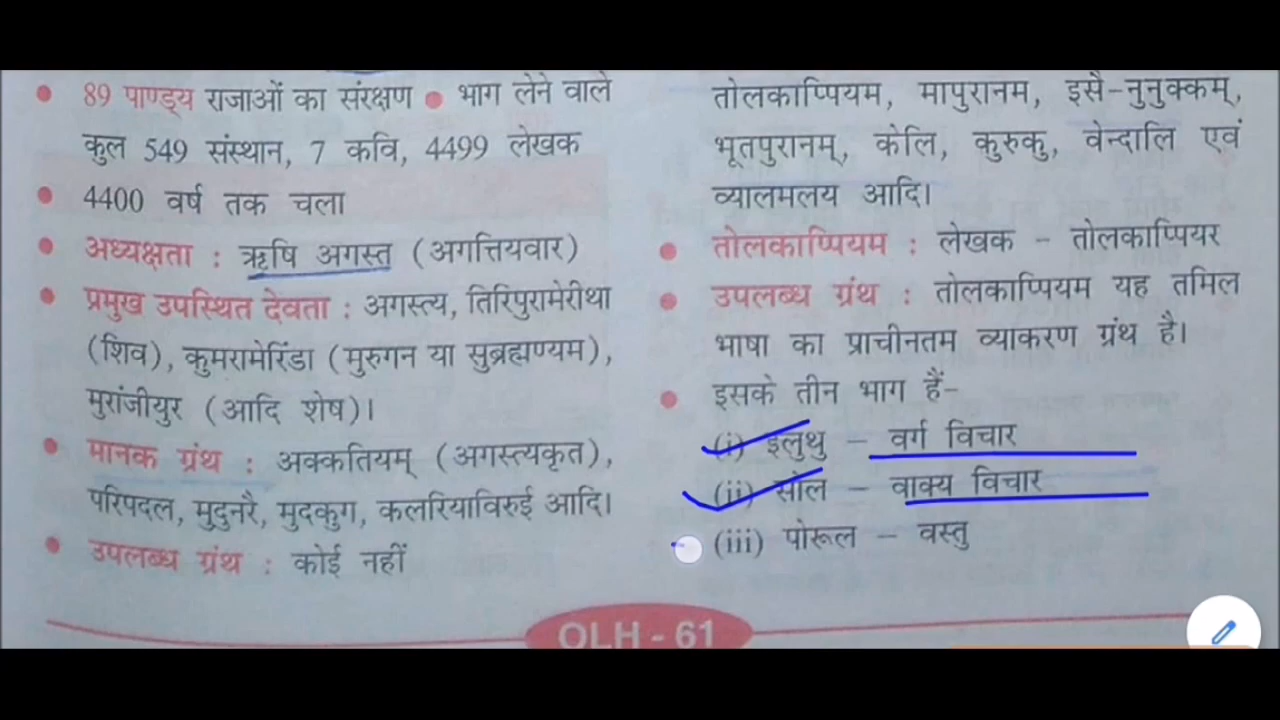 • 89 पाण्ड्य राजाओं का संरक्षण • भाग लेने वाले
कुल 549 संस्थान, 7 कवि, 4499 लेखक
• 4400 वर्ष तक चला
• अध्यक्षता : ऋषि अगस्त (अगत्तियवार)
• प्रमुख उपस्थित देवता : अगस्त्य, तिरिपुरामेरीथा
(शिव), कुमरामेरिंडा (मुरुगन या सुब्रह्मण्यम),
मुरांजीयुर (आदि शेष)।
• मानक ग्रंथ : अक्कतियम् (अगस्त्यकृत),
परिपदल, मुदुनरै, मुदकुग, कलरियाविरुई आदि।
• उपलब्ध ग्रंथ : कोई नहीं
तोलकाप्पियम, मापुरानम, इसै-नुनुक्कम्,
भूतपुरानम्, केलि, कुरुकु, वेन्दालि एवं
व्यालमलय आदि।
• तोलकाप्पियम : लेखक - तोलकाप्पियर
• उपलब्ध ग्रंथ : तोलकाप्पियम यह तमिल
भाषा का प्राचीनतम व्याकरण ग्रंथ है।
• इसके तीन भाग हैं-
(i) इलुथु - वर्ग विचार
(ii) सोल - वाक्य विचार
(iii) पोरूल - वस्तु
OLH - 61